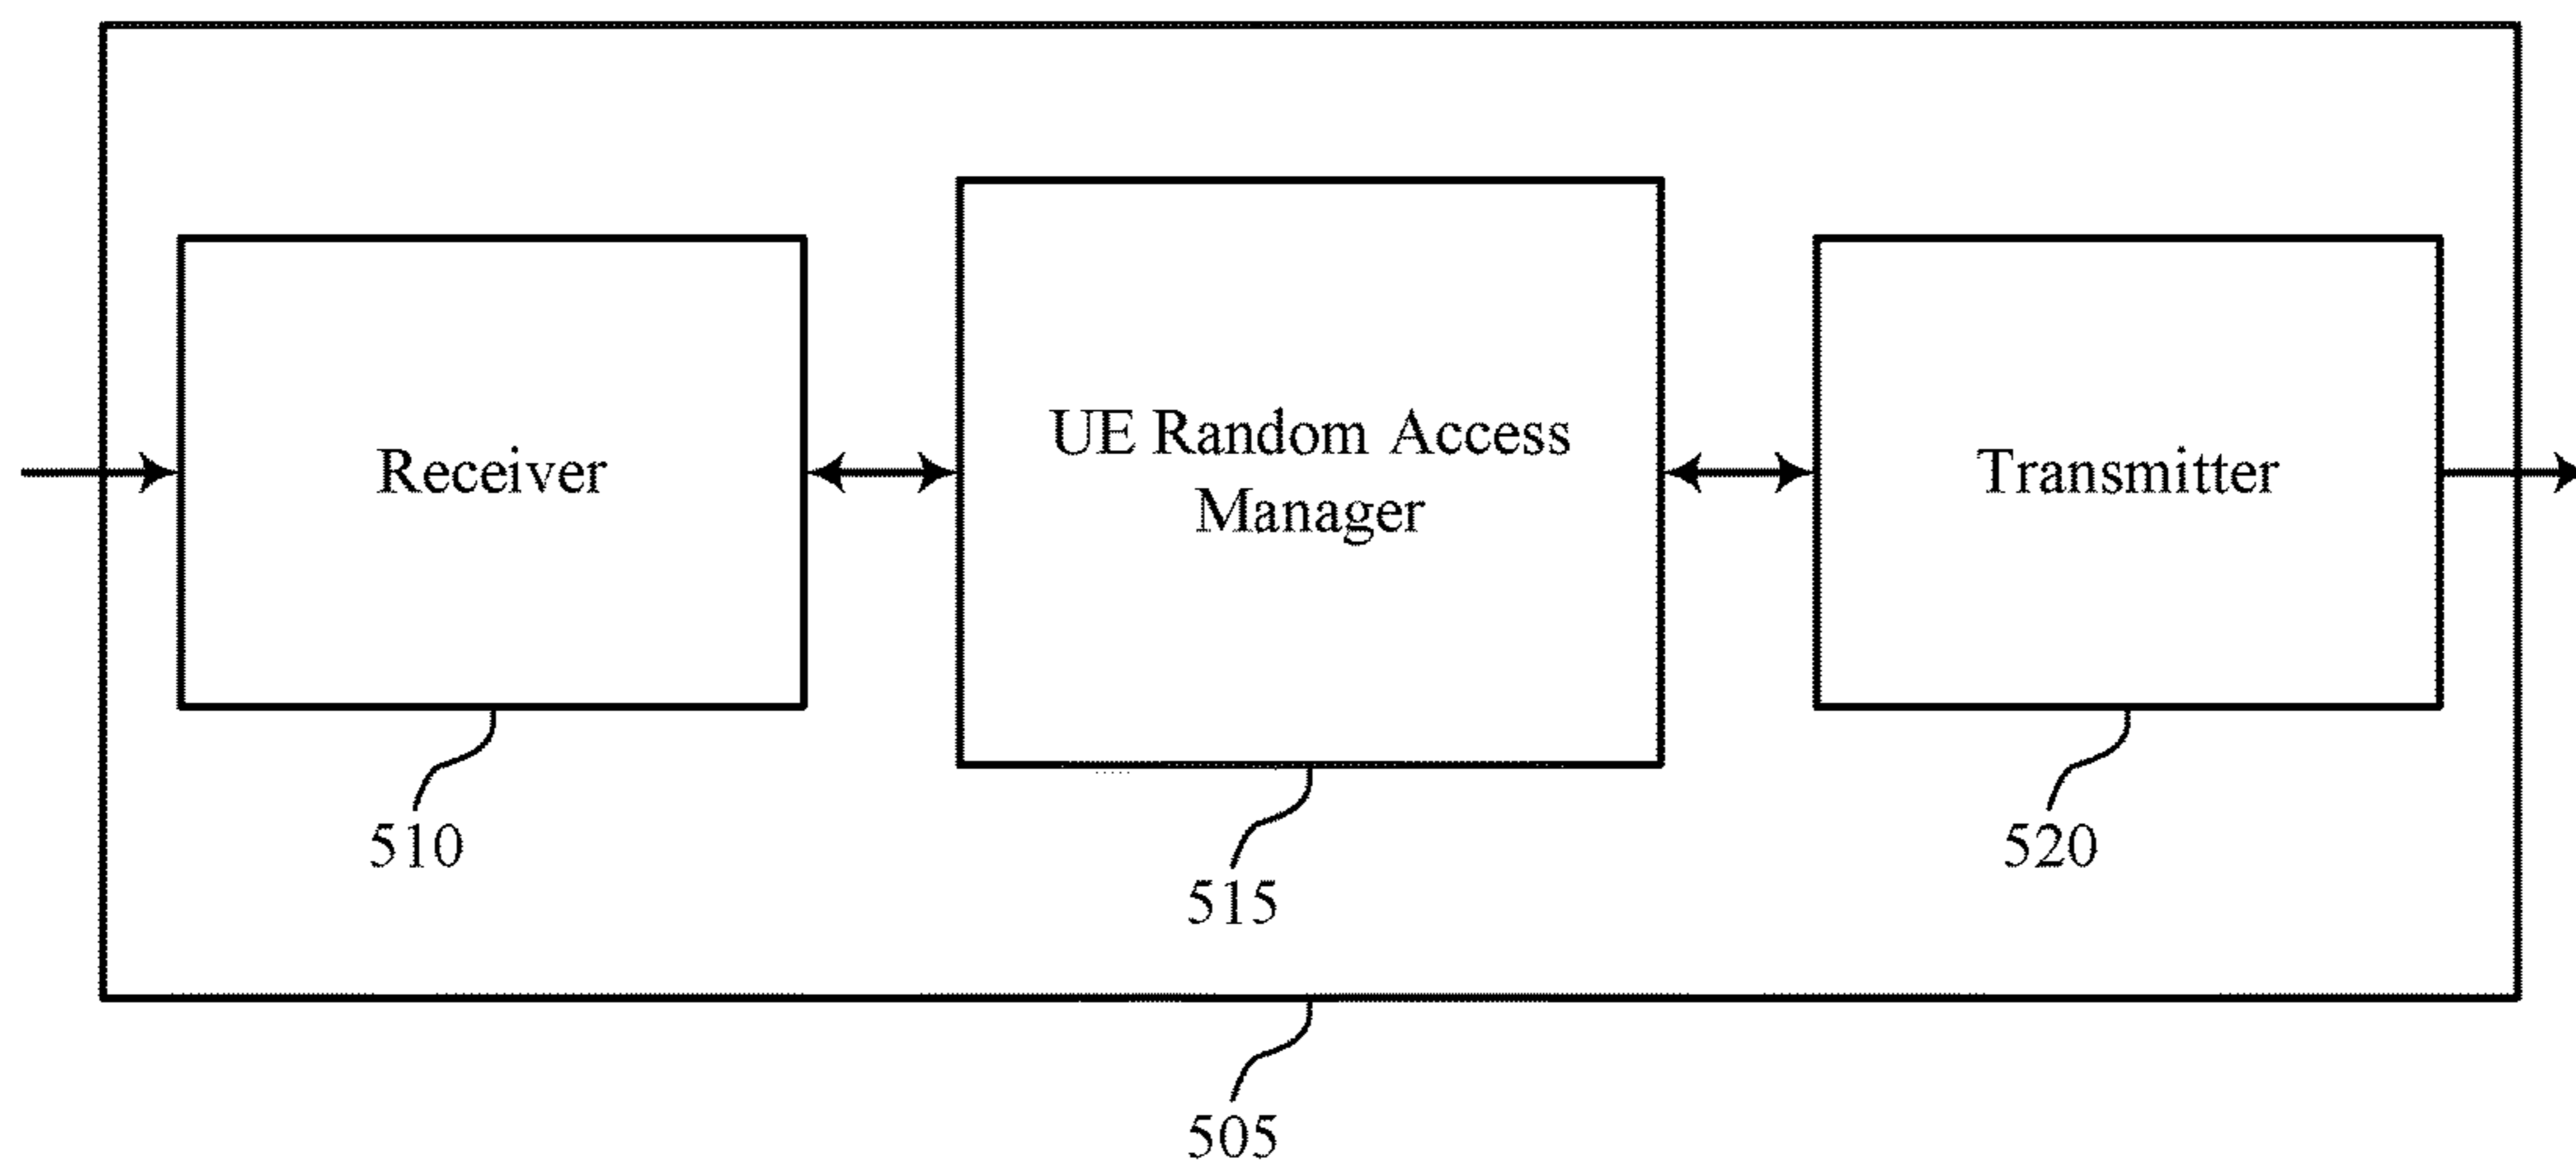 Receiver
UE Random Access
Manager
Transmitter
510
515
520
505